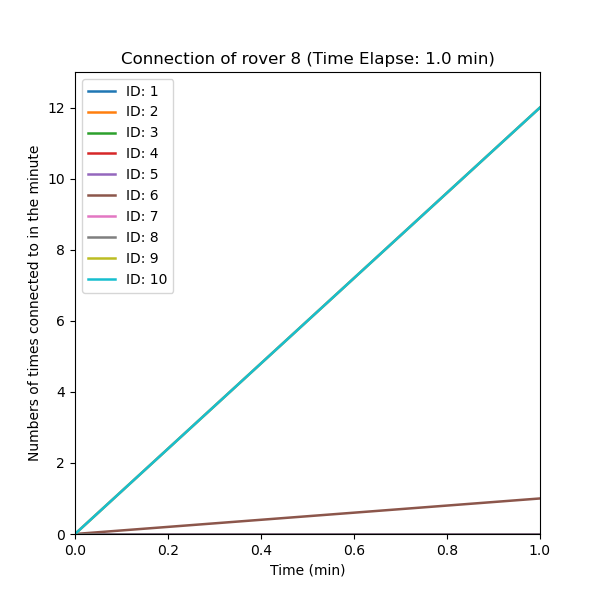 Connection of rover 8 (Time Elapse: 1.0 min)
ID: 1
ID: 2
ID: 3
ID: 4
ID: 5
ID: 6
ID: 7
ID: 8
ID: 9
ID: 10
Numbers of times connected to in the minute
12
10
8
6
4
2
0
0.0 0.2 0.4 0.6 0.8 1.0
Time (min)